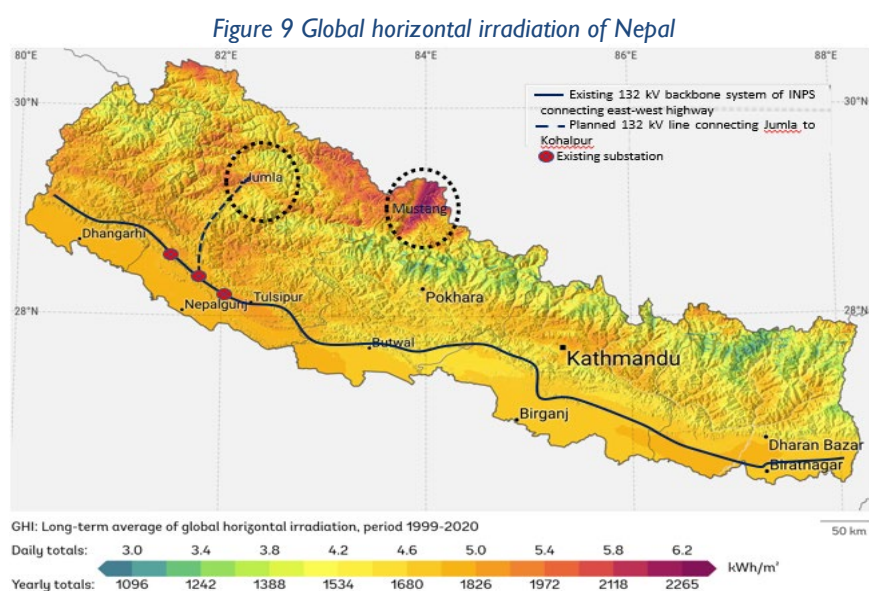 Figure 9 Global horizontal irradiation of Nepal
80°E 82°E 84°E 86°E 88°E
30°N 30°N
Existing 132 kV backbone system of INPS
connecting east-west highway
Planned 132 kV line connecting Jumla to
Kohalpur
Existing substation
Jumla
Mustang
Dhangarhi
28°N 28°N
Nepalgunj
Tulsipur
Pokhara
Butwal
Kathmandu
Birganj
Dharan Bazar
Biratnagar
GHI: Long-term average of global horizontal irradiation, period 1999-2020
50 km
Daily totals: 3.0 3.4 3.8 4.2 4.6 5.0 5.4 5.8 6.2
kWh/m²
Yearly totals: 1096 1242 1388 1534 1680 1826 1972 2118 2265